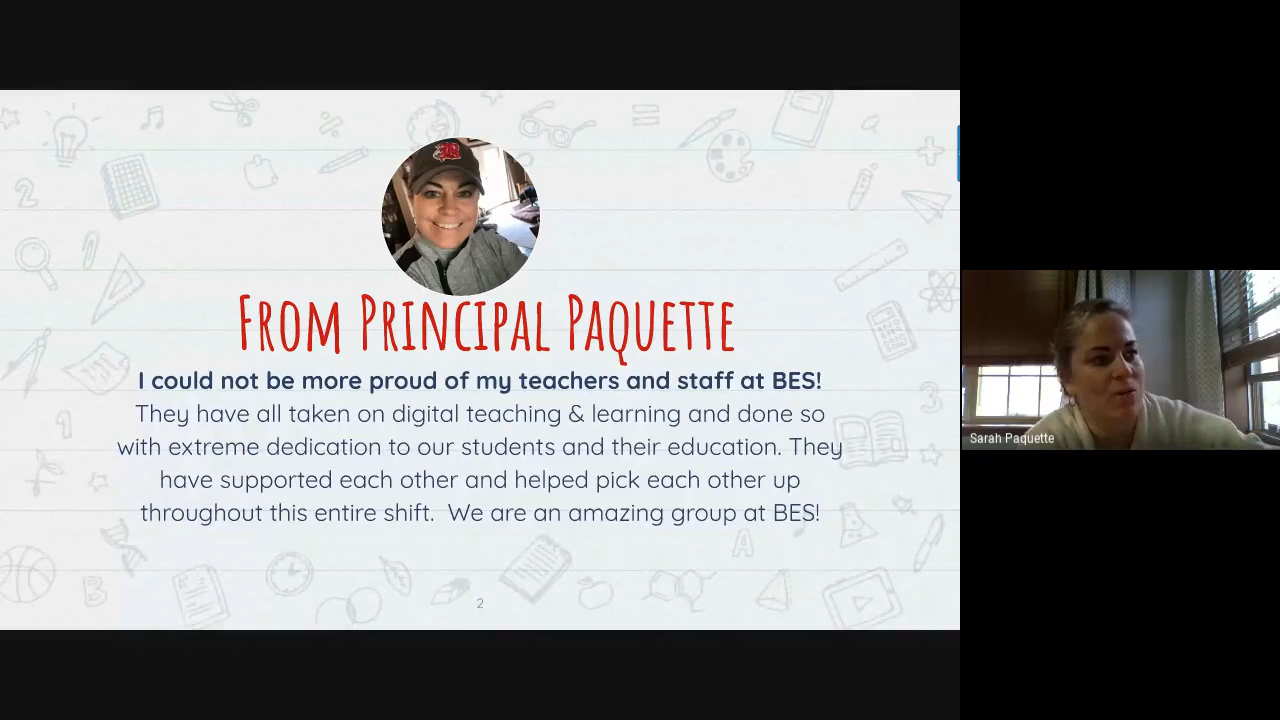 From Principal Paquette
I could not be more proud of my teachers and staff at BES!
They have all taken on digital teaching & learning and done so
with extreme dedication to our students and their education. They
have supported each other and helped pick each other up
throughout this entire shift.  We are an amazing group at BES!
2
Sarah Paquette